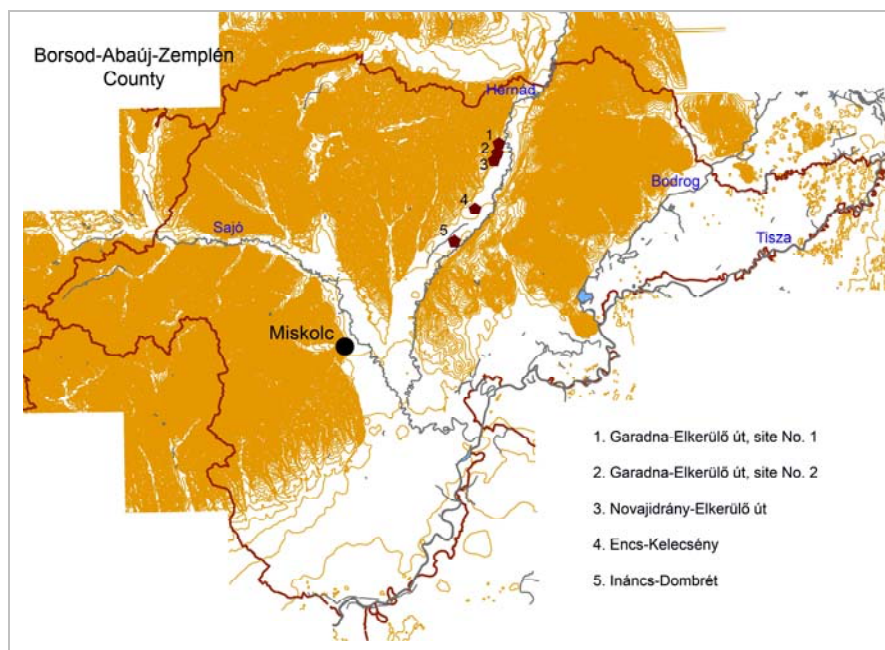 Borsod-Abaúj-Zemplén
County
Hernád
1
2
3
Bodrog
4
Sajó
Tisza
5
Miskolc
1. Garadna-Elkerülő út, site No. 1
2. Garadna-Elkerülő út, site No. 2
3. Novajidrány-Elkerülő út
4. Encs-Kelecsény
5. Ináncs-Dombrét